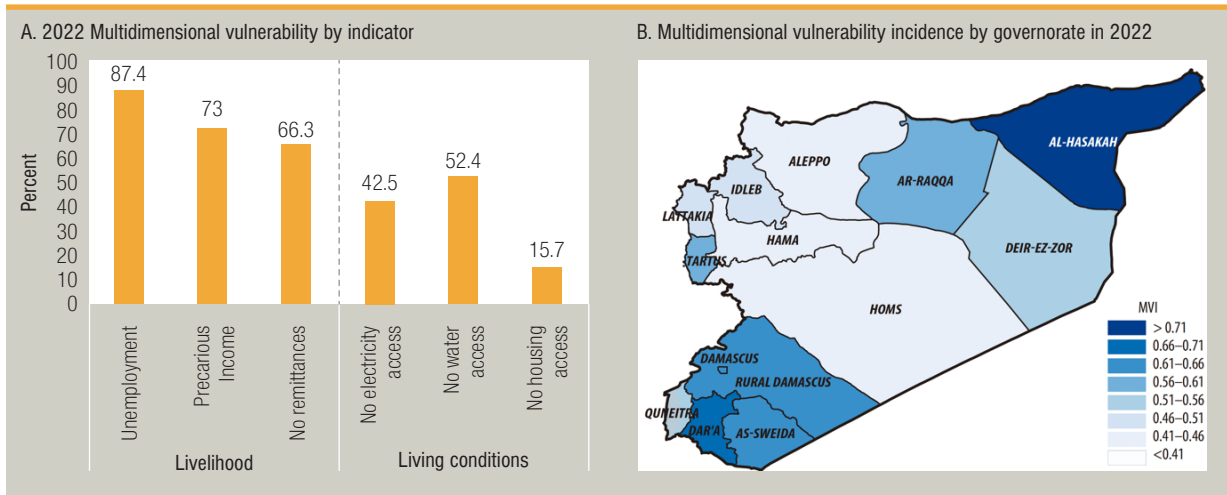 A. 2022 Multidimensional vulnerability by indicator
Percent
100
90
80
70
60
50
40
30
20
10
0
87.4
73
66.3
42.5
52.4
15.7
Unemployment
Precarious
Income
No remittances
No electricity
access
No water
access
No housing
access
Livelihood
Living conditions
B. Multidimensional vulnerability incidence by governorate in 2022
AL-HASAKAH
ALEPPO
AR-RAQQA
IDLEB
LATTAKIA
HAMA
TARTUS
DEIR-EZ-ZOR
HOMS
DAMASCUS
RURAL DAMASCUS
QUNEITRA
DAR'A
AS-SWEIDA
MVI
> 0.71
0.66–0.71
0.61–0.66
0.56–0.61
0.51–0.56
0.46–0.51
0.41–0.46
<0.41